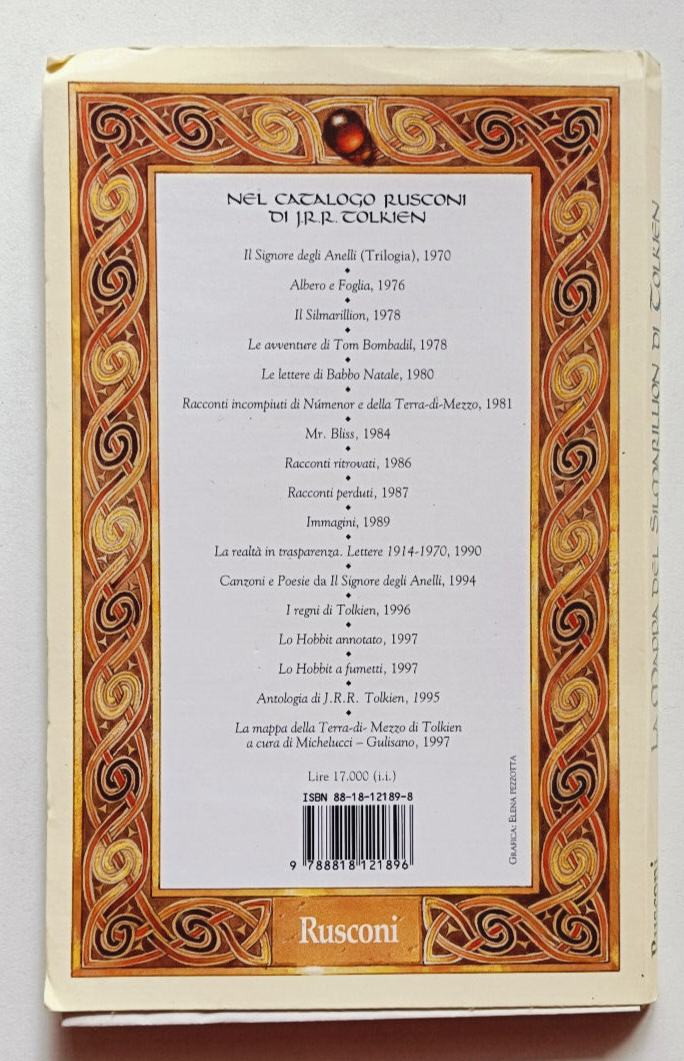 NEL CATALOGO RUSCONI
DI J.R.R. TOLKIEN
Il Signore degli Anelli (Trilogia), 1970
Albero e Foglia, 1976
Il Silmarillion, 1978
Le avventure di Tom Bombadil, 1978
Le lettere di Babbo Natale, 1980
Racconti incompiuti di Númenor e della Terra-di-Mezzo, 1981
Mr. Bliss, 1984
Racconti ritrovati, 1986
Racconti perduti, 1987
Immagini, 1989
La realtà in trasparenza. Lettere 1914-1970, 1990
Canzoni e Poesie da Il Signore degli Anelli, 1994
I regni di Tolkien, 1996
Lo Hobbit annotato, 1997
Lo Hobbit a fumetti, 1997
Antologia di J.R.R. Tolkien, 1995
La mappa della Terra-di- Mezzo di Tolkien
a cura di Michelucci – Gulisano, 1997
Lire 17.000 (i.i.)
ISBN 88-18-12189-8
9 788818 121896
GRAFICA: ELENA PEZZOTTA
Rusconi
LA MAPPA DEL SILMARILLION DI TOLKIEN
Rusconi